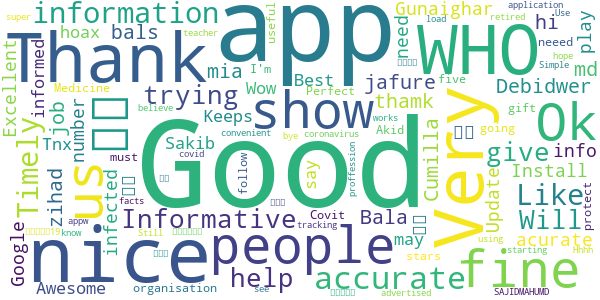 super
application
Use
information
Thank
app
WHO
Gunaighar
load
retired
hoax
bals
useful
need
hi
play
Excellent
informed
teacher
mia
I'm
Wow
Best
jafure
Simple
hope
Medicine
trying
show
Perfect
five
thamk
neeed
md
Timely
us
job
number
Keeps
believe
Akid
works
Debidwer
Ok
Tnx
Sakib
convenient
bye
coronavirus
gift
going
Good
Very
must
covid
say
give
info
zihad
infected
follow
Cumilla
Updated
Install
protect
facts
Informative
Covit
Bala
Like
Will
acurate
Google
nice
people
tracking
may
appw
help
accurate
stars
fine
using
know
Still
starting
Hhhh
Awesome
organisation
see
advertised
SAJIDMAHUMD
proffession